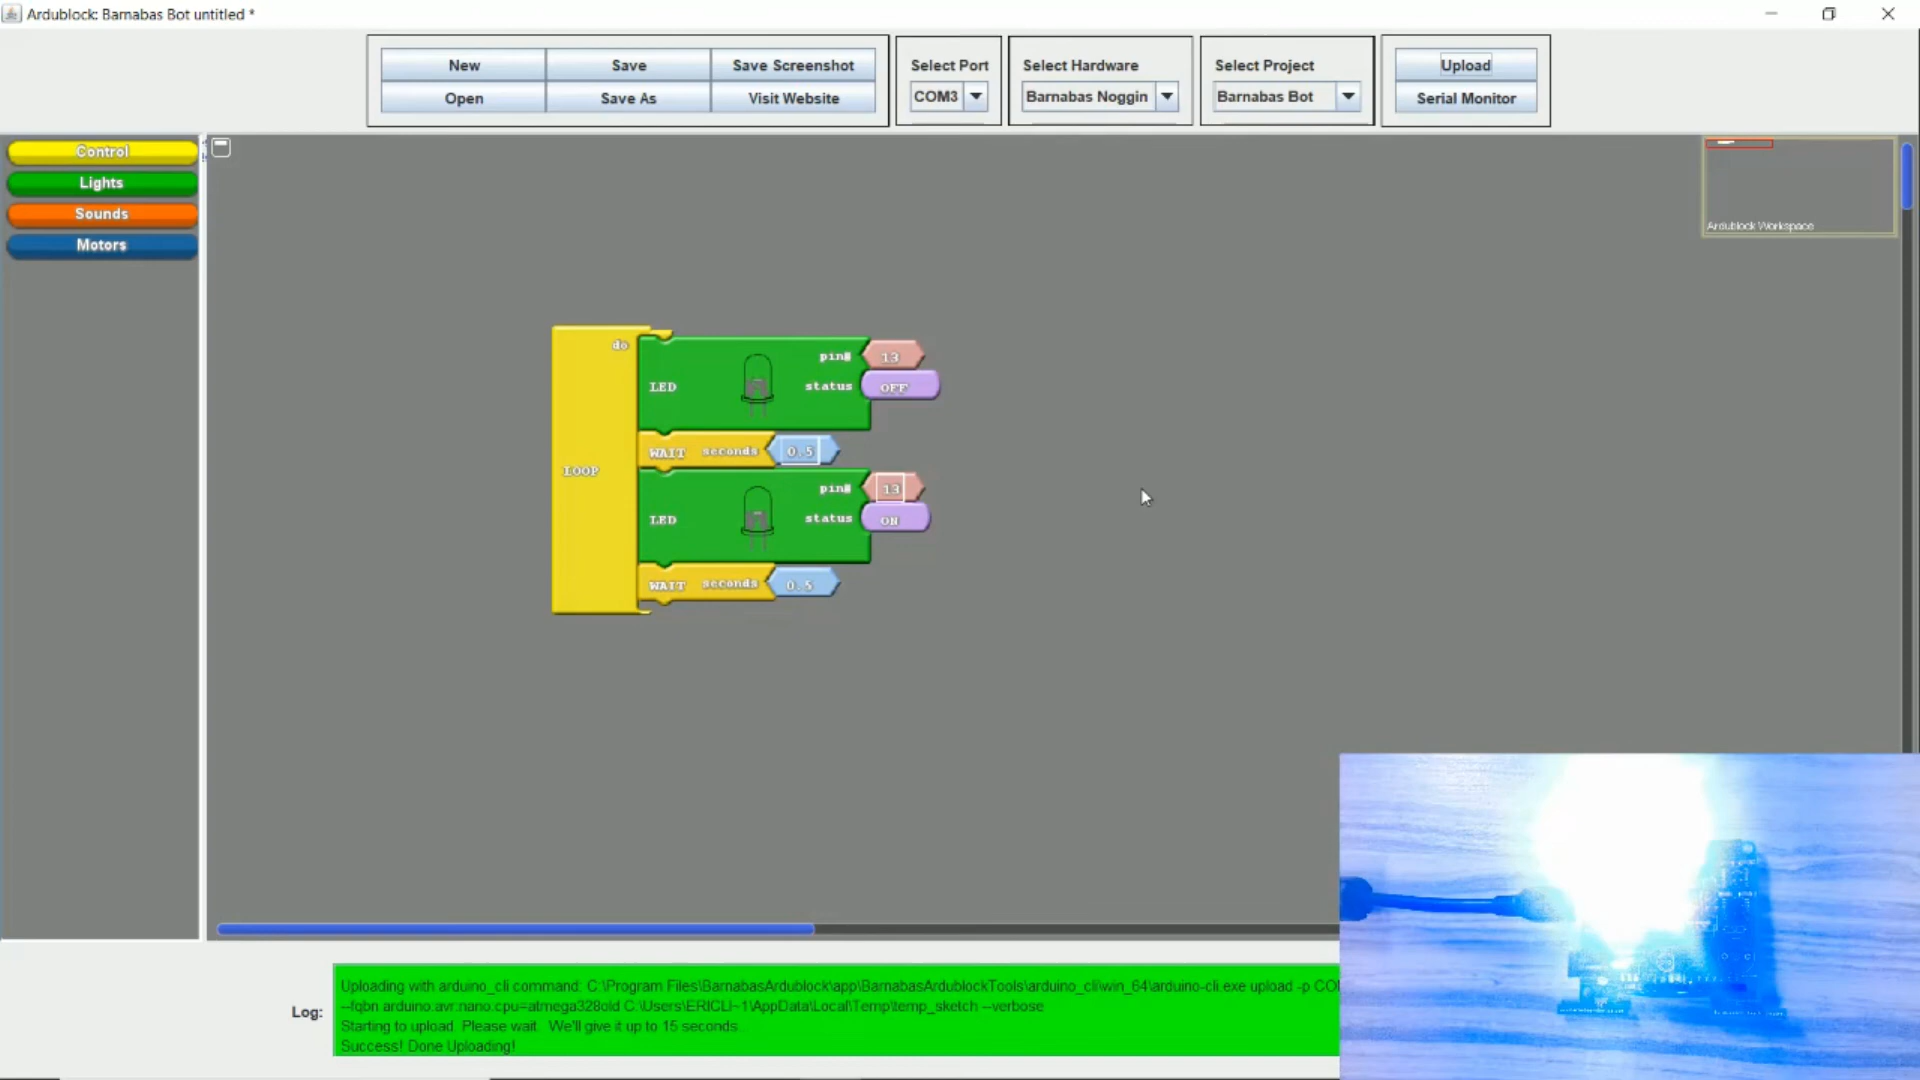 Ardublock: Barnabas Bot untitled *
New
Save
Save Screenshot
Open
Save As
Visit Website
Select Port
COM3
Select Hardware
Barnabas Noggin
Select Project
Barnabas Bot
Upload
Serial Monitor
Control
Lights
Sounds
Motors
Ardublock Workspace
do
LOOP
pin#
13
LED
status
OFF
WAIT seconds
0.5
pin#
13
LED
status
ON
WAIT seconds
0.5
Log:
Uploading with arduino_cli command: C:\Program Files\BarnabasArdublock\app\BarnabasArdublockTools\arduino_cli\win_64\arduino-cli.exe upload -p
--fqbn arduino:avr:nano:cpu=atmega328old C:\Users\ERICLI~1\AppData\Local\Temp\temp_sketch --verbose
Starting to upload. Please wait. We'll give it up to 15 seconds.
Success! Done Uploading!